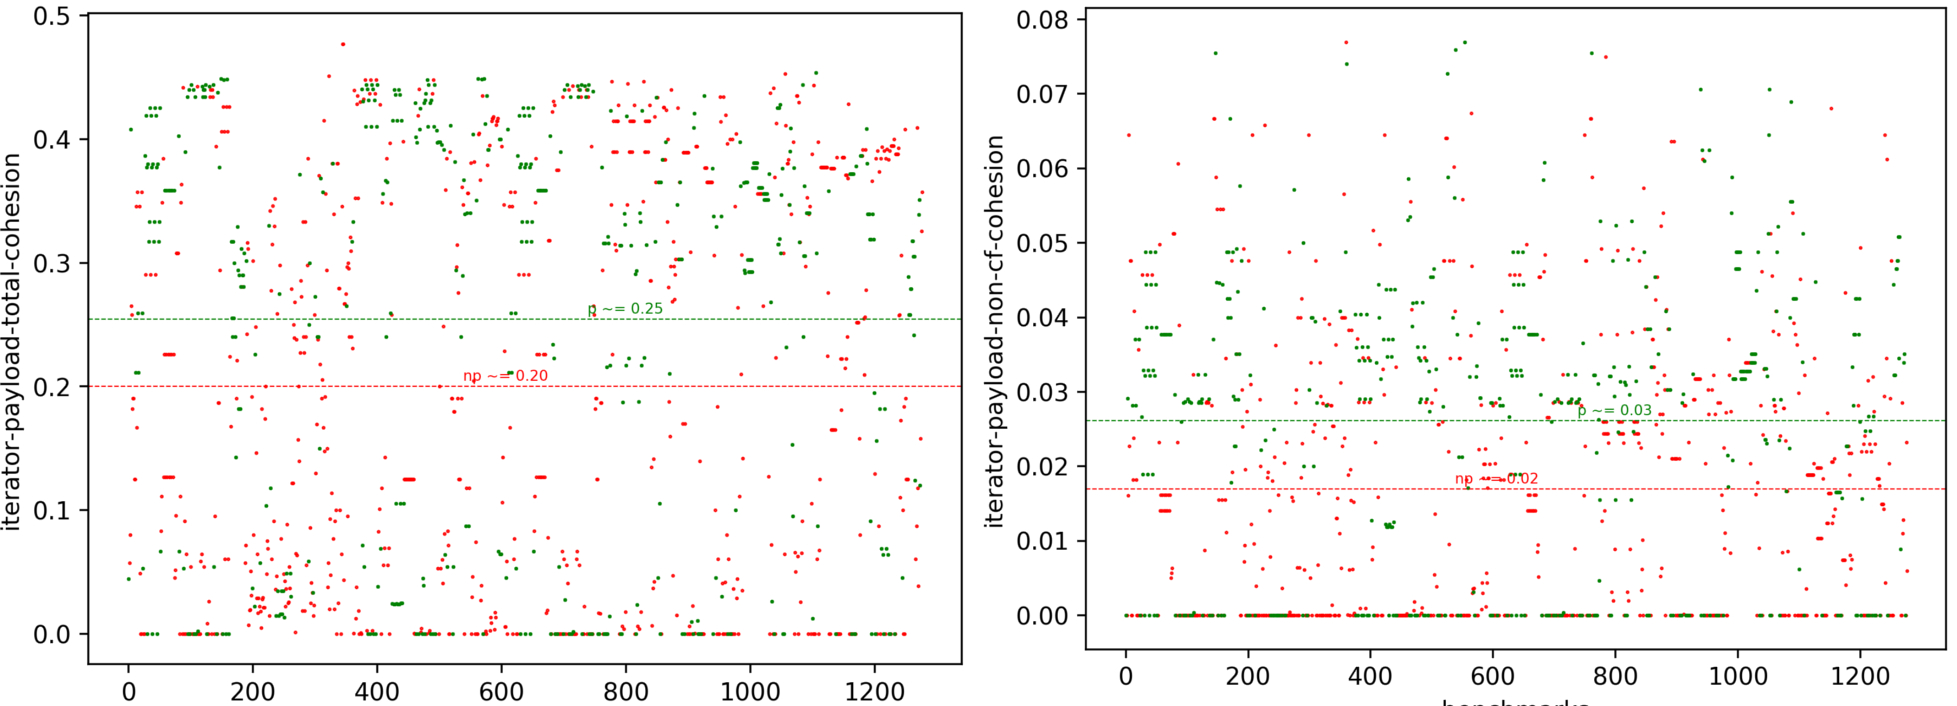 iterator-payload-total-cohesion
0.5
0.4
0.3
0.2
0.1
0.0
p ~= 0.25
np ~= 0.20
0 200 400 600 800 1000 1200
iterator-payload-non-cf-cohesion
0.08
0.07
0.06
0.05
0.04
0.03
0.02
0.01
0.00
p ~= 0.03
np ~= 0.02
0 200 400 600 800 1000 1200
benchmarks